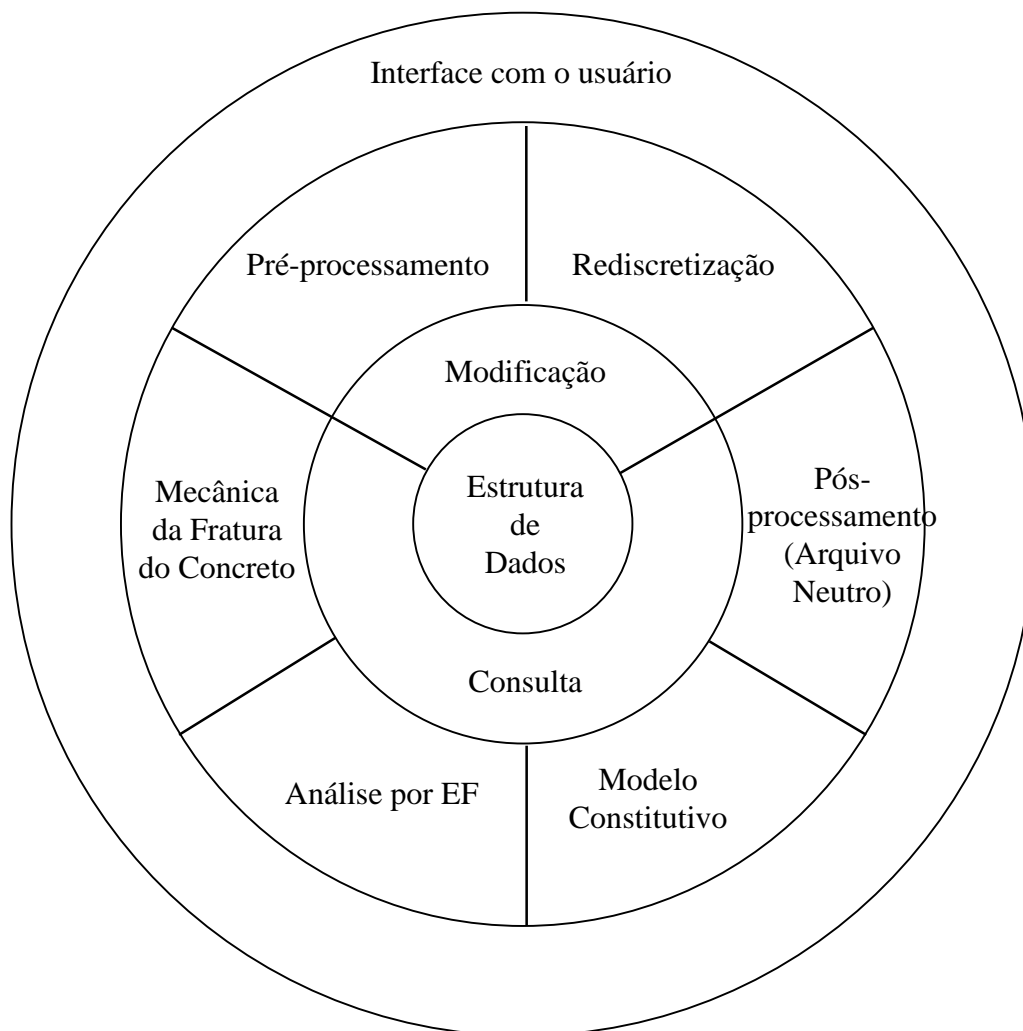 Interface com o usuário
Pré-processamento
Rediscretização
Modificação
Estrutura
de
Dados
Mecânica
da Fratura
do Concreto
Pós-
processamento
(Arquivo
Neutro)
Consulta
Análise por EF
Modelo
Constitutivo